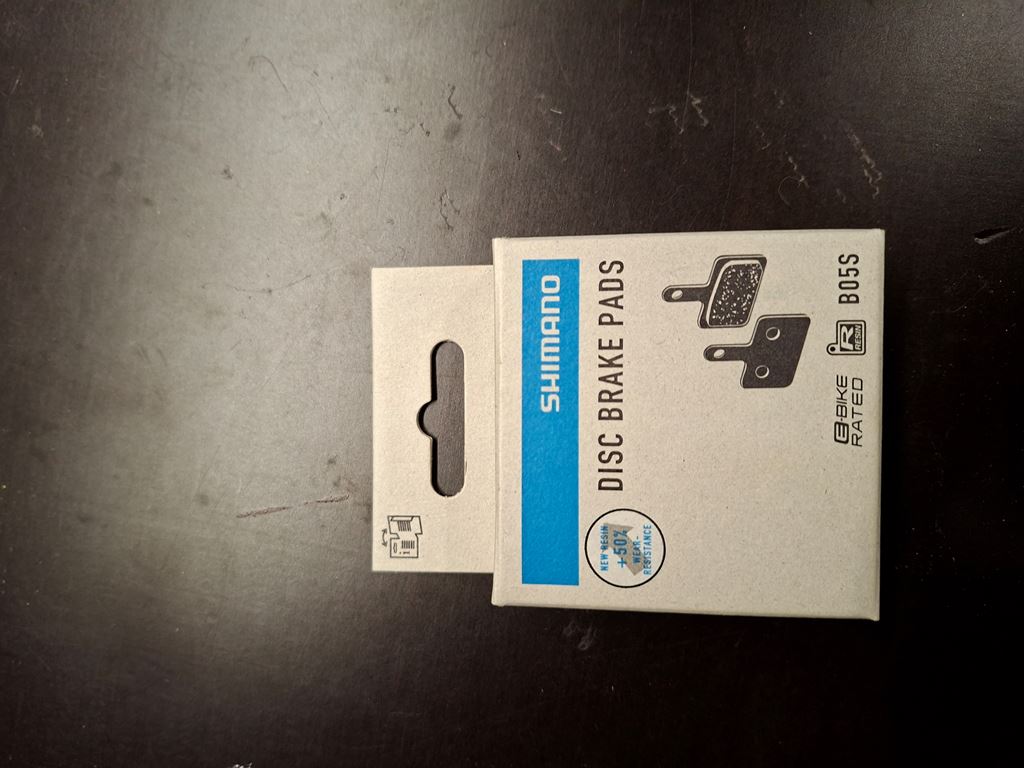 SHIMANO
NEW RESIN
+50%
WEAR-
RESISTANCE
DISC BRAKE PADS
E-BIKE
RATED
R
RESIN
B05S